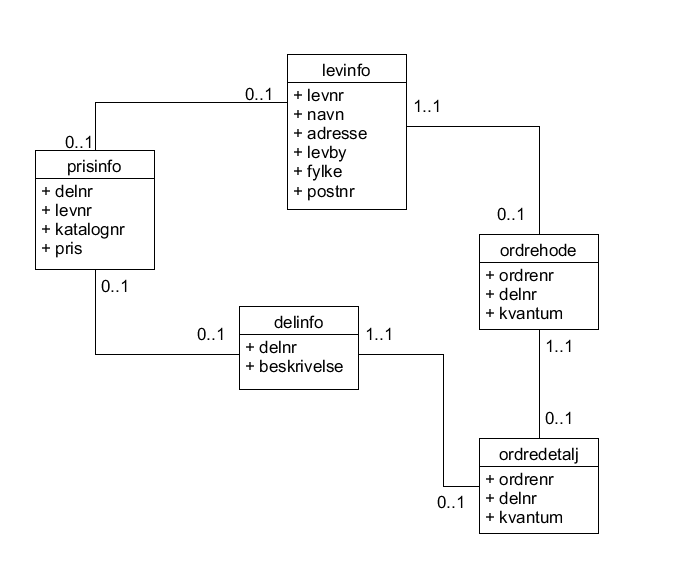 levinfo
+ levnr
+ navn
+ adresse
+ levby
+ fylke
+ postnr
0..1
1..1
0..1
prisinfo
+ delnr
+ levnr
+ katalognr
+ pris
0..1
0..1
ordrehode
+ ordrenr
+ delnr
+ kvantum
0..1
delinfo
+ delnr
+ beskrivelse
1..1
1..1
0..1
ordredetalj
+ ordrenr
+ delnr
+ kvantum
0..1